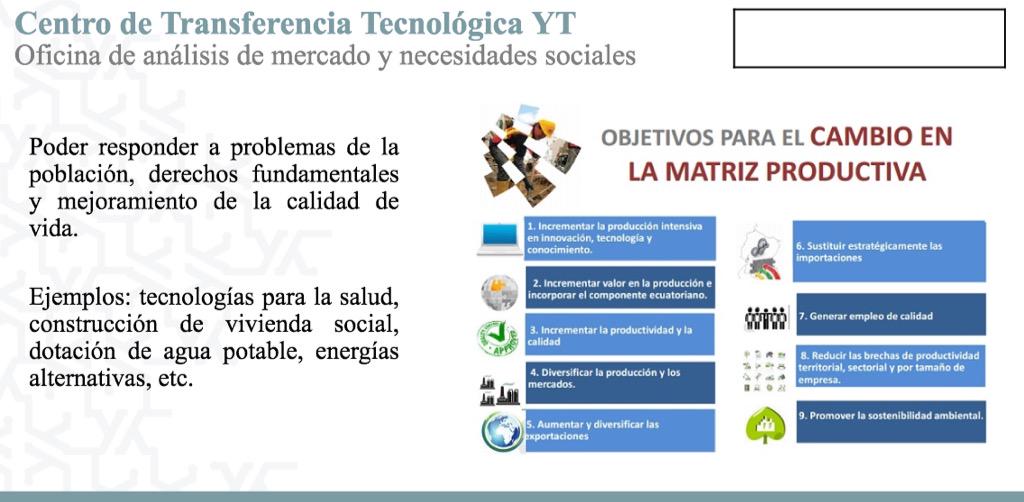 Centro de Transferencia Tecnológica YT
Oficina de análisis de mercado y necesidades sociales
Poder responder a problemas de la
población, derechos fundamentales
y mejoramiento de la calidad de
vida.
Ejemplos: tecnologías para la salud,
construcción de vivienda social,
dotación de agua potable, energías
alternativas, etc.
OBJETIVOS PARA EL CAMBIO EN
LA MATRIZ PRODUCTIVA
1. Incrementar la producción intensiva
en innovación, tecnología y
conocimiento.
2. Incrementar valor en la producción e
incorporar el componente ecuatoriano.
3. Incrementar la productividad y la
calidad
4. Diversificar la producción y los
mercados.
5. Aumentar y diversificar las
exportaciones
6. Sustituir estratégicamente las
importaciones
7. Generar empleo de calidad
8. Reducir las brechas de productividad
territorial, sectorial y por tamaño de
empresa.
9. Promover la sostenibilidad ambiental.